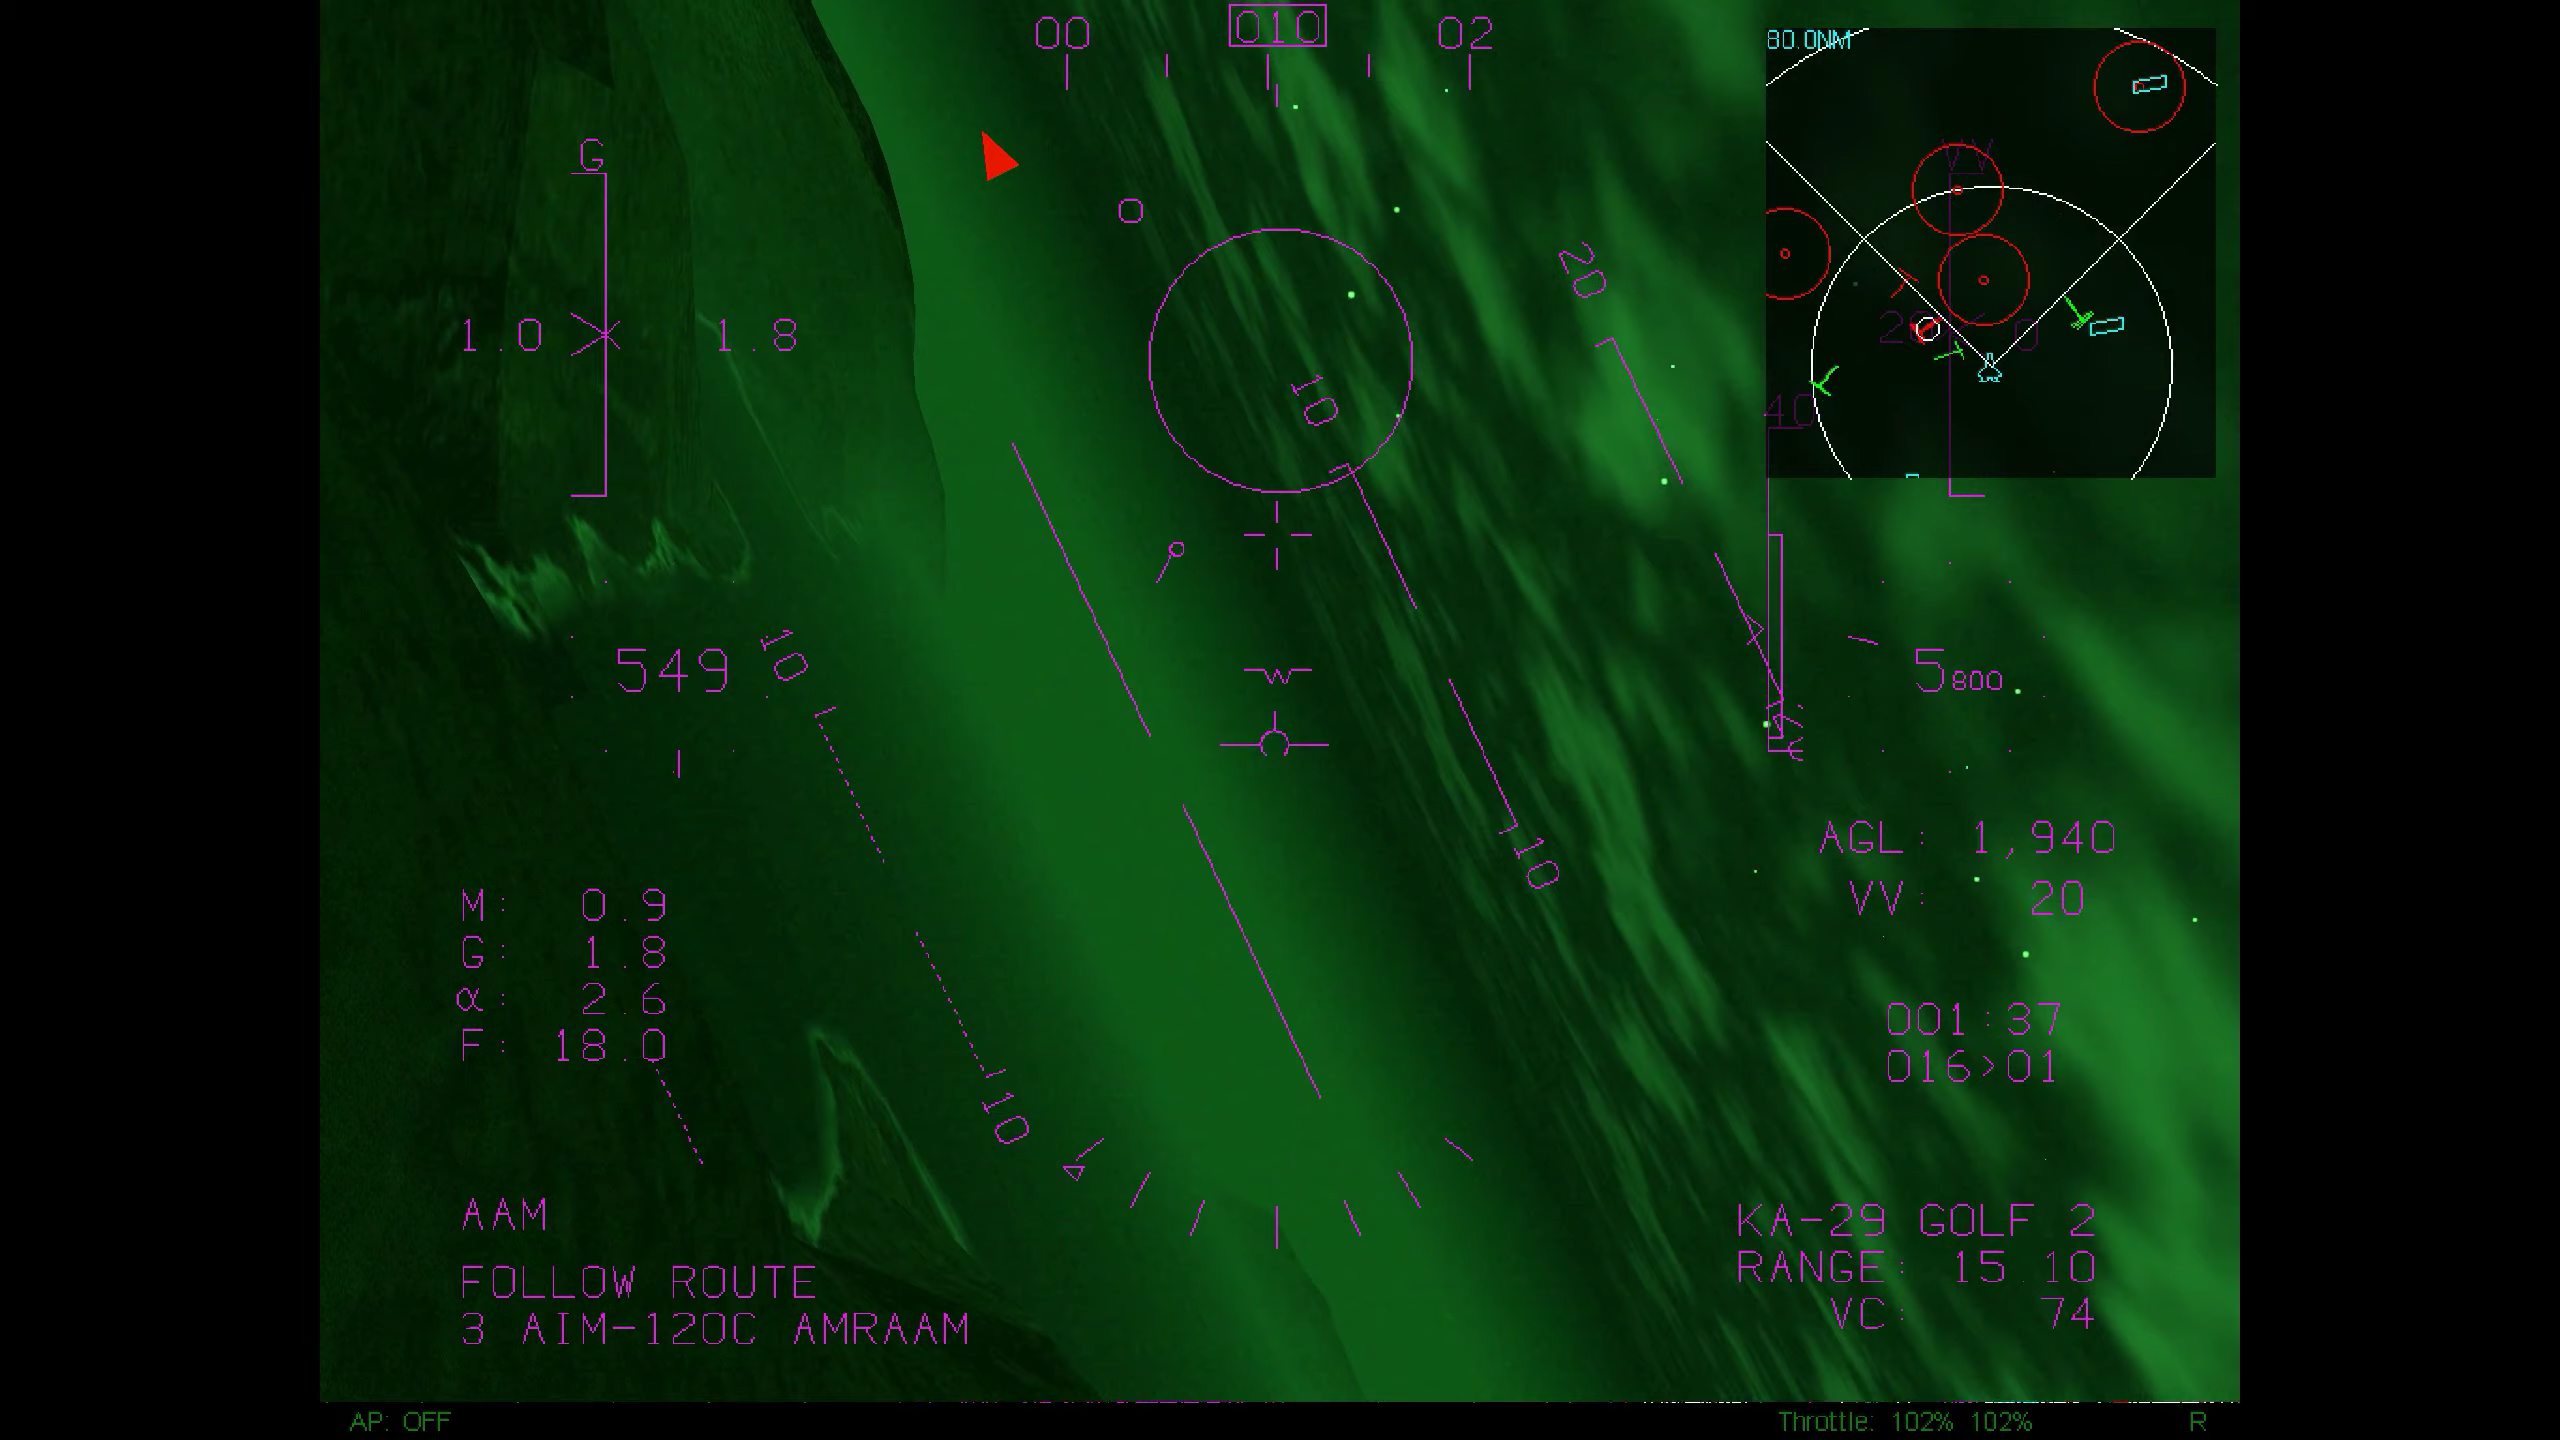 00 010 02
80.0NM
G
1.0 1.8
20
10
549
10
5800
10
AGL: 1,940
VV: 20
M: 0.9
G: 1.8
α: 2.6
F: 18.0
10
001:37
016>01
AAM
FOLLOW ROUTE
3 AIM-120C AMRAAM
KA-29 GOLF 2
RANGE: 15.10
VC: 74
AP: OFF
Throttle: 102% 102%
R